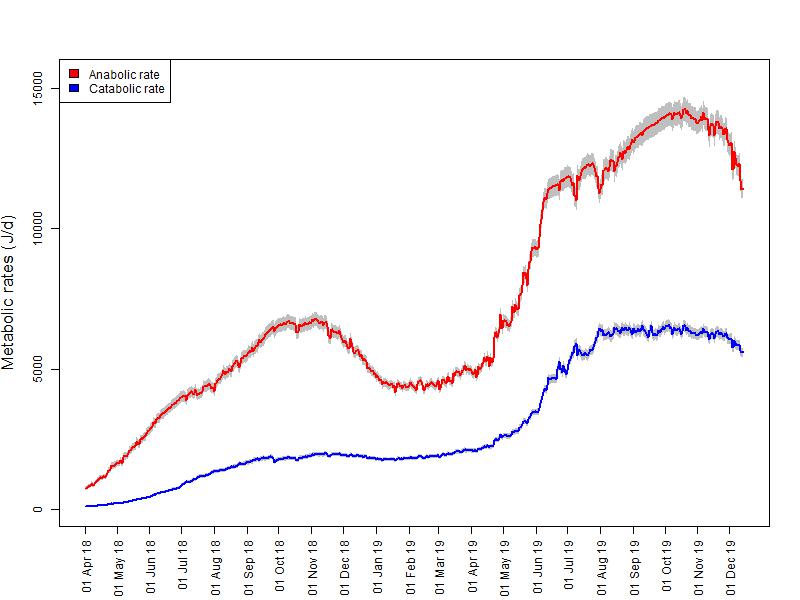 Anabolic rate
Catabolic rate
Metabolic rates (J/d)
15000
10000
5000
0
01 Apr 18
01 May 18
01 Jun 18
01 Jul 18
01 Aug 18
01 Sep 18
01 Oct 18
01 Nov 18
01 Dec 18
01 Jan 19
01 Feb 19
01 Mar 19
01 Apr 19
01 May 19
01 Jun 19
01 Jul 19
01 Aug 19
01 Sep 19
01 Oct 19
01 Nov 19
01 Dec 19